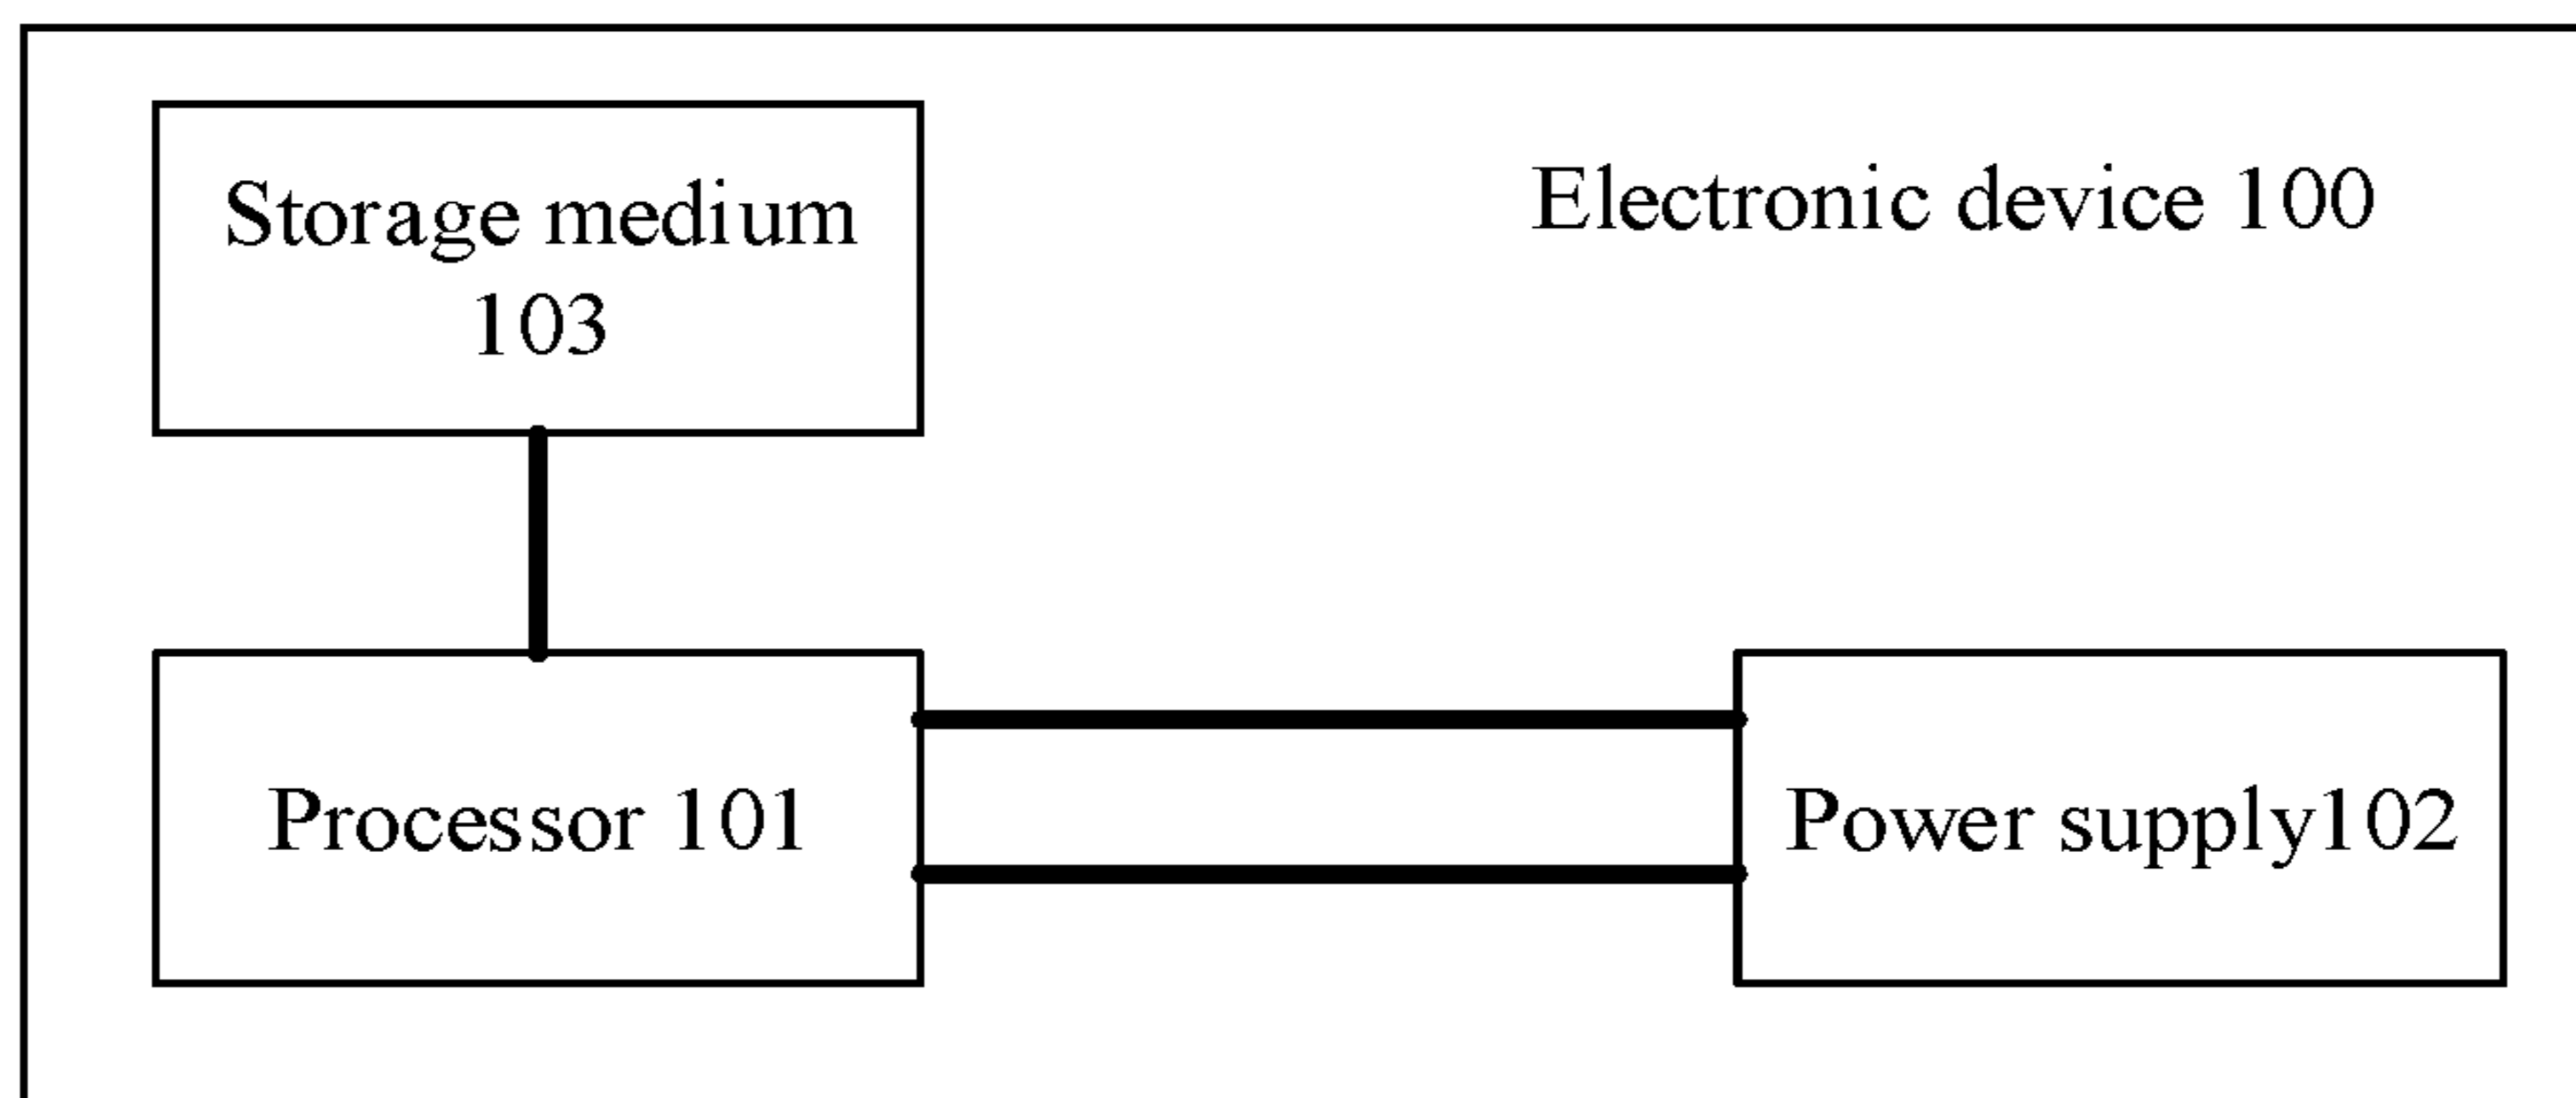 Storage medium
103
Electronic device 100
Processor 101
Power supply102